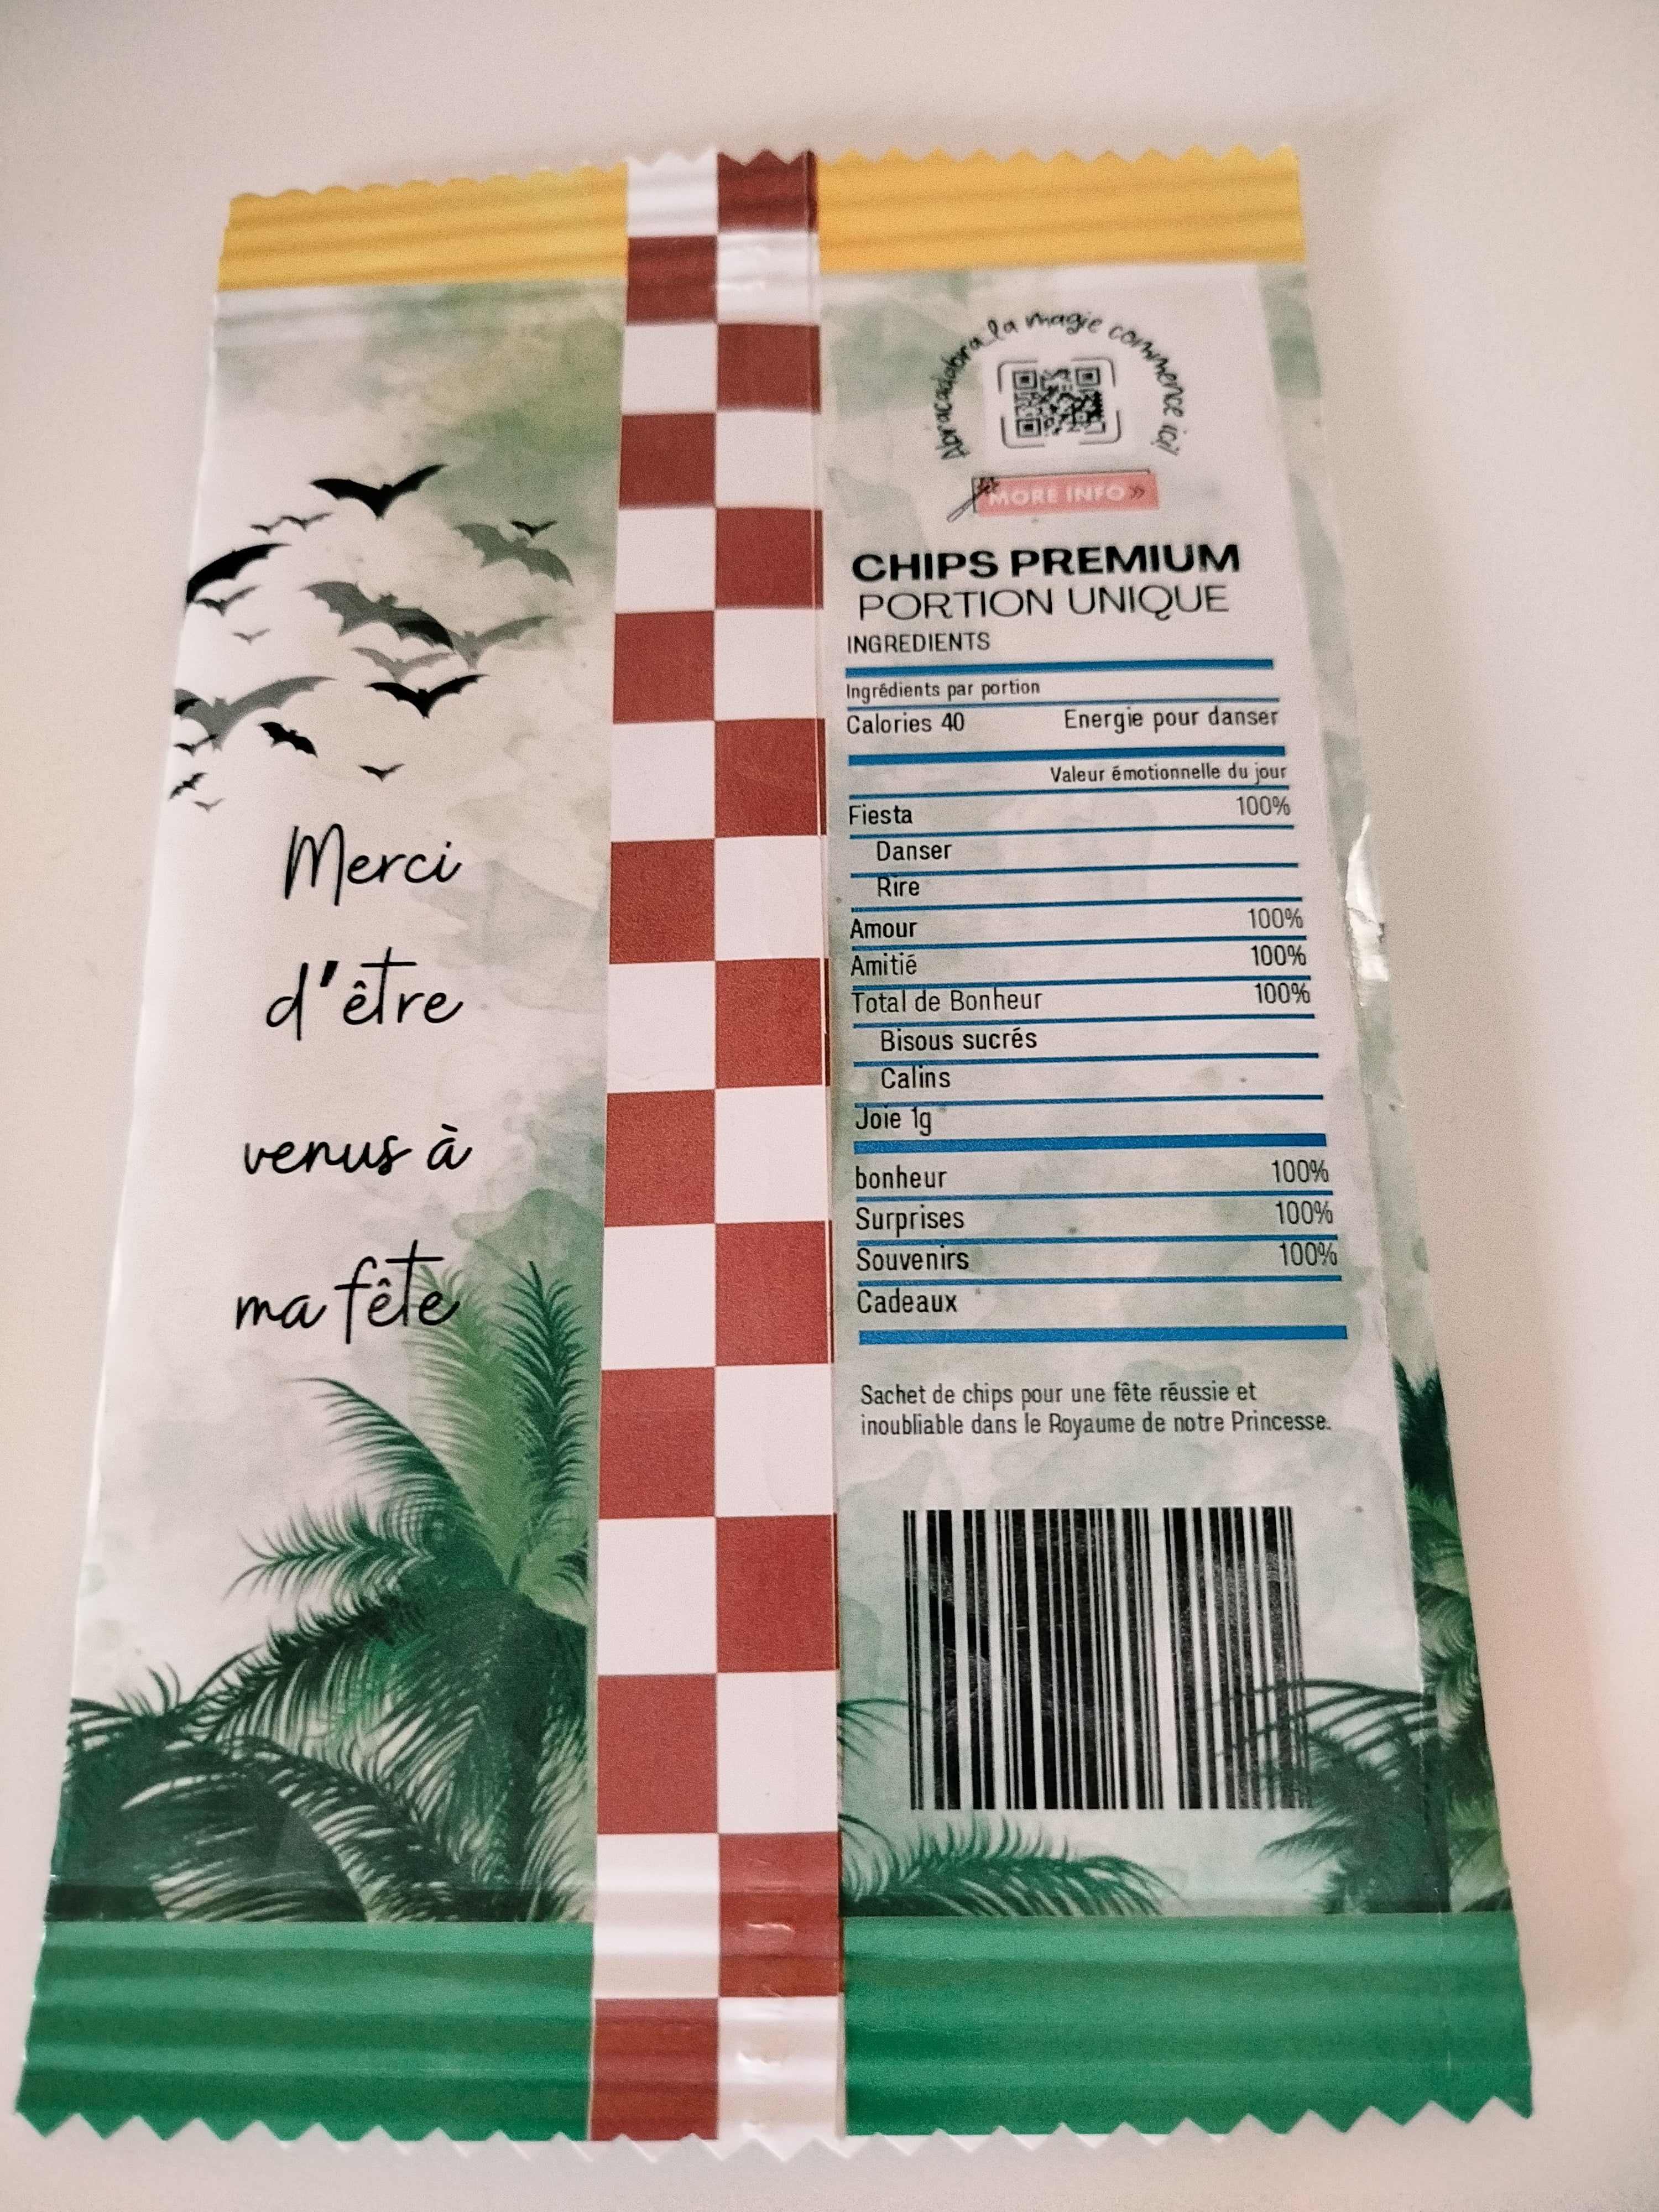 Merci
d'être
venus à
ma fête
Abracadabra la magie commence ici
MORE INFO »
CHIPS PREMIUM
PORTION UNIQUE
INGREDIENTS
Ingrédients par portion
Calories 40 Energie pour danser
Valeur émotionnelle du jour
Fiesta 100%
Danser
Rire
Amour 100%
Amitié 100%
Total de Bonheur 100%
Bisous sucrés
Calins
Joie 1g
bonheur 100%
Surprises 100%
Souvenirs 100%
Cadeaux
Sachet de chips pour une fête réussie et
inoubliable dans le Royaume de notre Princesse.